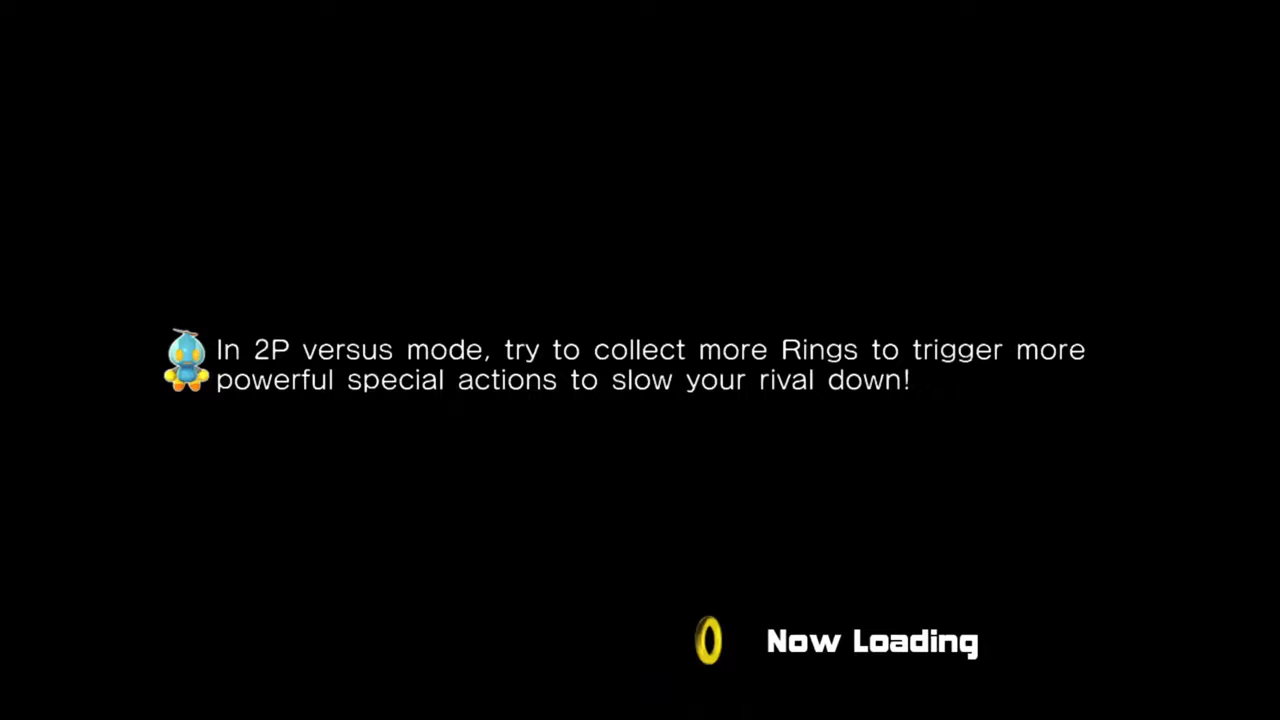 In 2P versus mode, try to collect more Rings to trigger more
powerful special actions to slow your rival down!
Now Loading